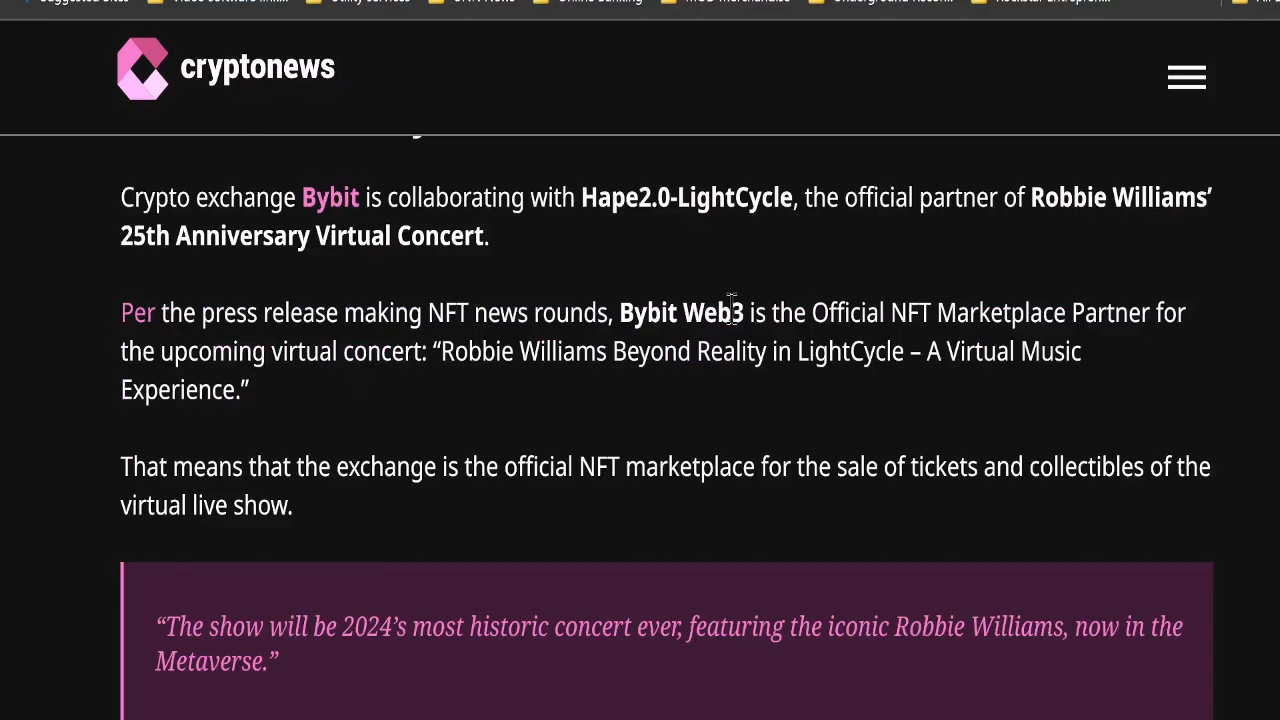 cryptonews
Crypto exchange Bybit is collaborating with Hape2.0-LightCycle, the official partner of Robbie Williams’
25th Anniversary Virtual Concert.
Per the press release making NFT news rounds, Bybit Web3 is the Official NFT Marketplace Partner for
the upcoming virtual concert: “Robbie Williams Beyond Reality in LightCycle – A Virtual Music
Experience.”
That means that the exchange is the official NFT marketplace for the sale of tickets and collectibles of the
virtual live show.
“The show will be 2024’s most historic concert ever, featuring the iconic Robbie Williams, now in the
Metaverse.”